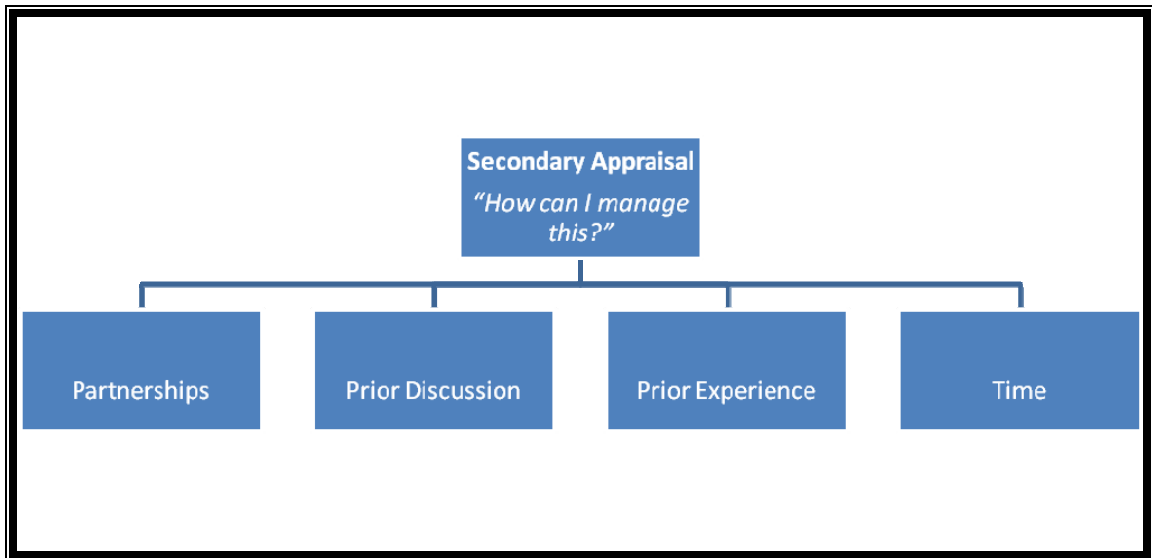 Secondary Appraisal
“How can I manage
this?”
Partnerships
Prior Discussion
Prior Experience
Time